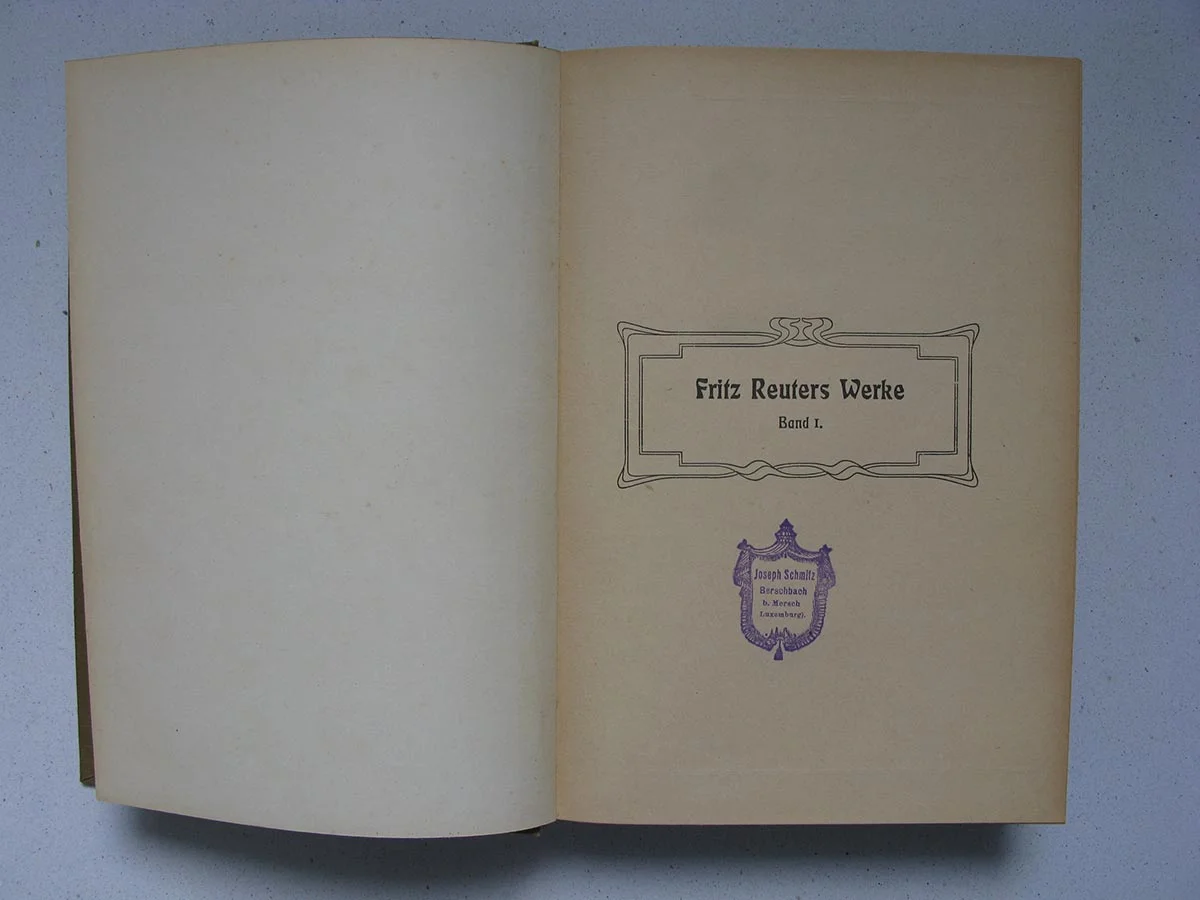 Fritz Reuters Werke
Band I.
Joseph Schmitz
Berschbach
b. Mersch
Luxemburg).